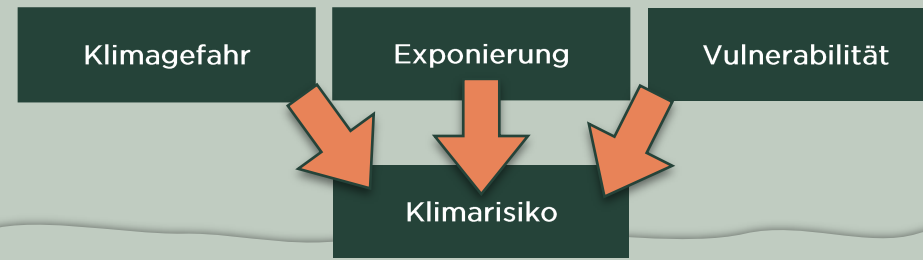 Klimagefahr
Exponierung
Vulnerabilität
Klimarisiko